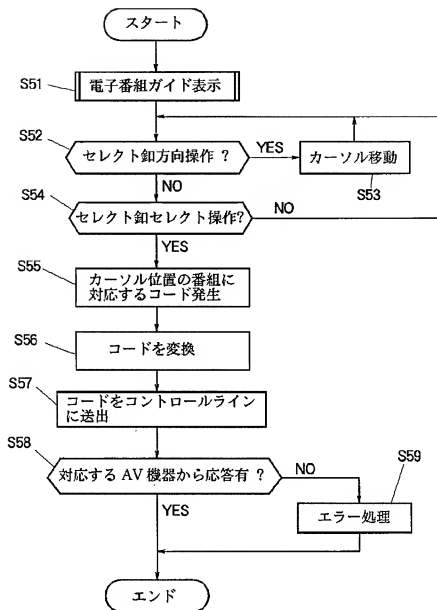 スタート
S51
電子番組ガイド表示
S52
セレクト釦方向操作 ?
YES
カーソル移動
S53
NO
S54
セレクト釦セレクト操作?
NO
YES
S55
カーソル位置の番組に
対応するコード発生
S56
コードを変換
S57
コードをコントロールライン
に送出
S58
対応する AV 機器から応答有 ?
NO
S59
YES
エラー処理
エンド